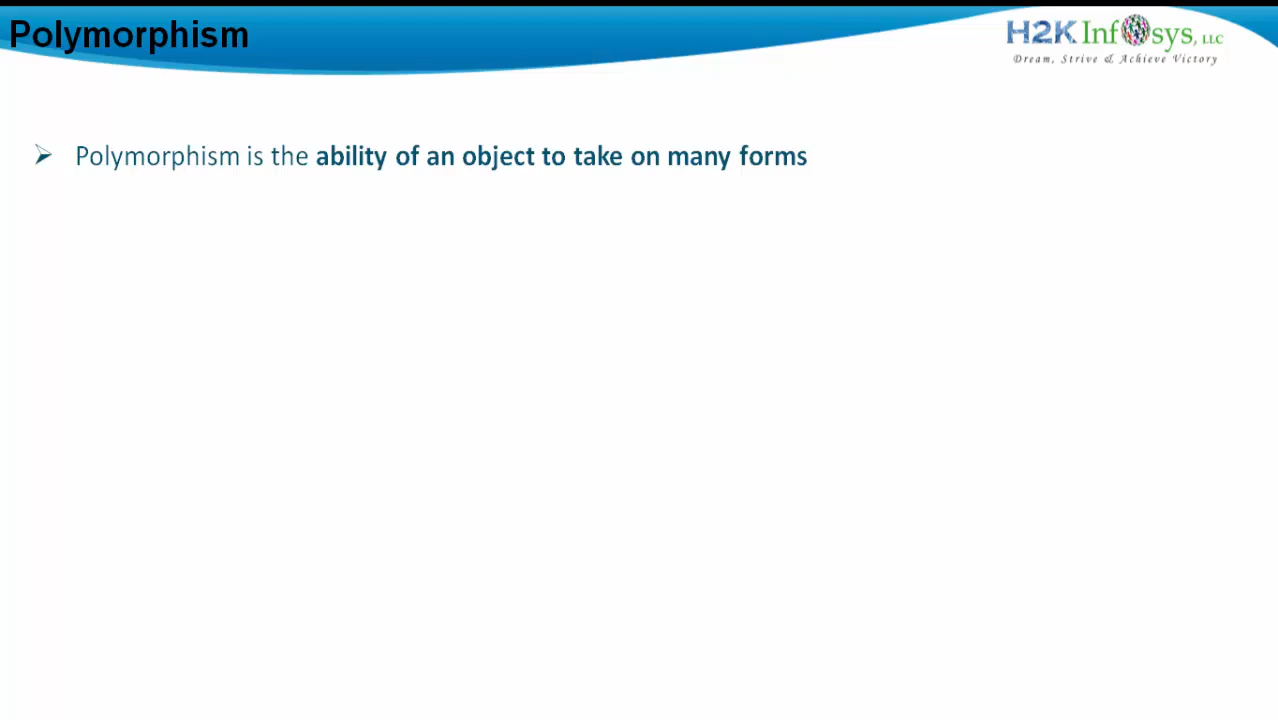 Polymorphism
H2K Infosys, LLC
Dream, Strive & Achieve Victory
Polymorphism is the ability of an object to take on many forms